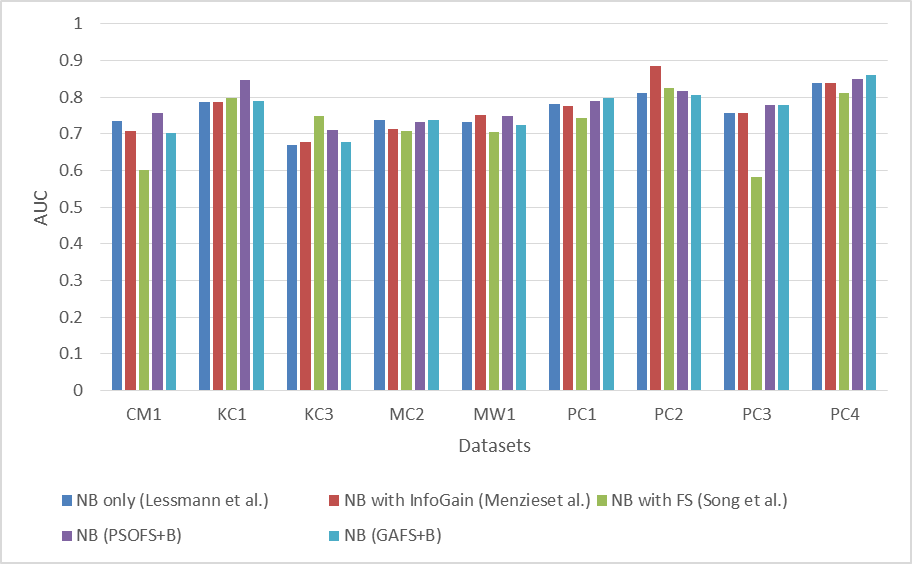 1
0.9
0.8
0.7
0.6
0.5
0.4
0.3
0.2
0.1
0
AUC
CM1 KC1 KC3 MC2 MW1 PC1 PC2 PC3 PC4
Datasets
NB only (Lessmann et al.) NB with InfoGain (Menzieset al.) NB with FS (Song et al.)
NB (PSOFS+B) NB (GAFS+B)